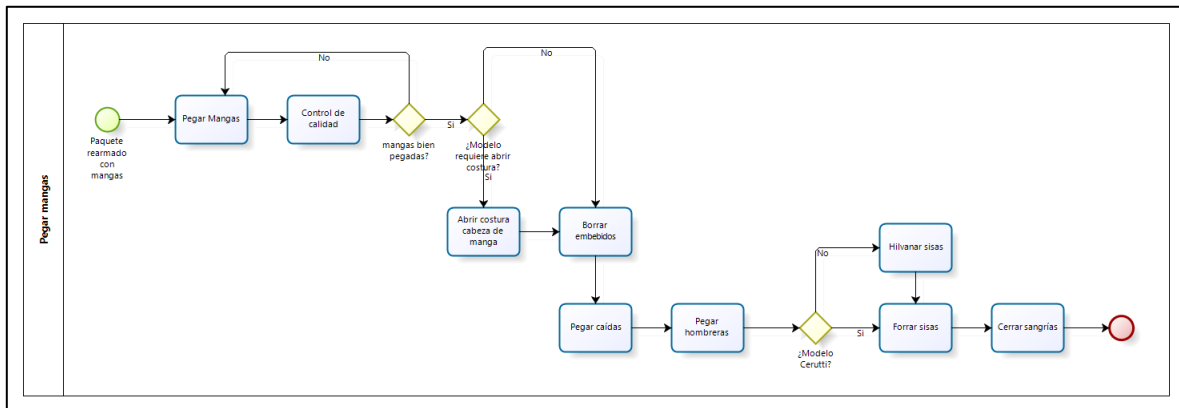 Pegar mangas
No
No
Pegar Mangas
Control de
calidad
Paquete
rearmado
con
mangas
mangas bien
pegadas?
Si
¿Modelo
requiere abrir
costura?
Si
Abrir costura
cabeza de
manga
Borrar
embebidos
Hilvanar sisas
No
Pegar caídas
Pegar
hombreras
¿Modelo
Cerutti?
Si
Forrar sisas
Cerrar sangrías